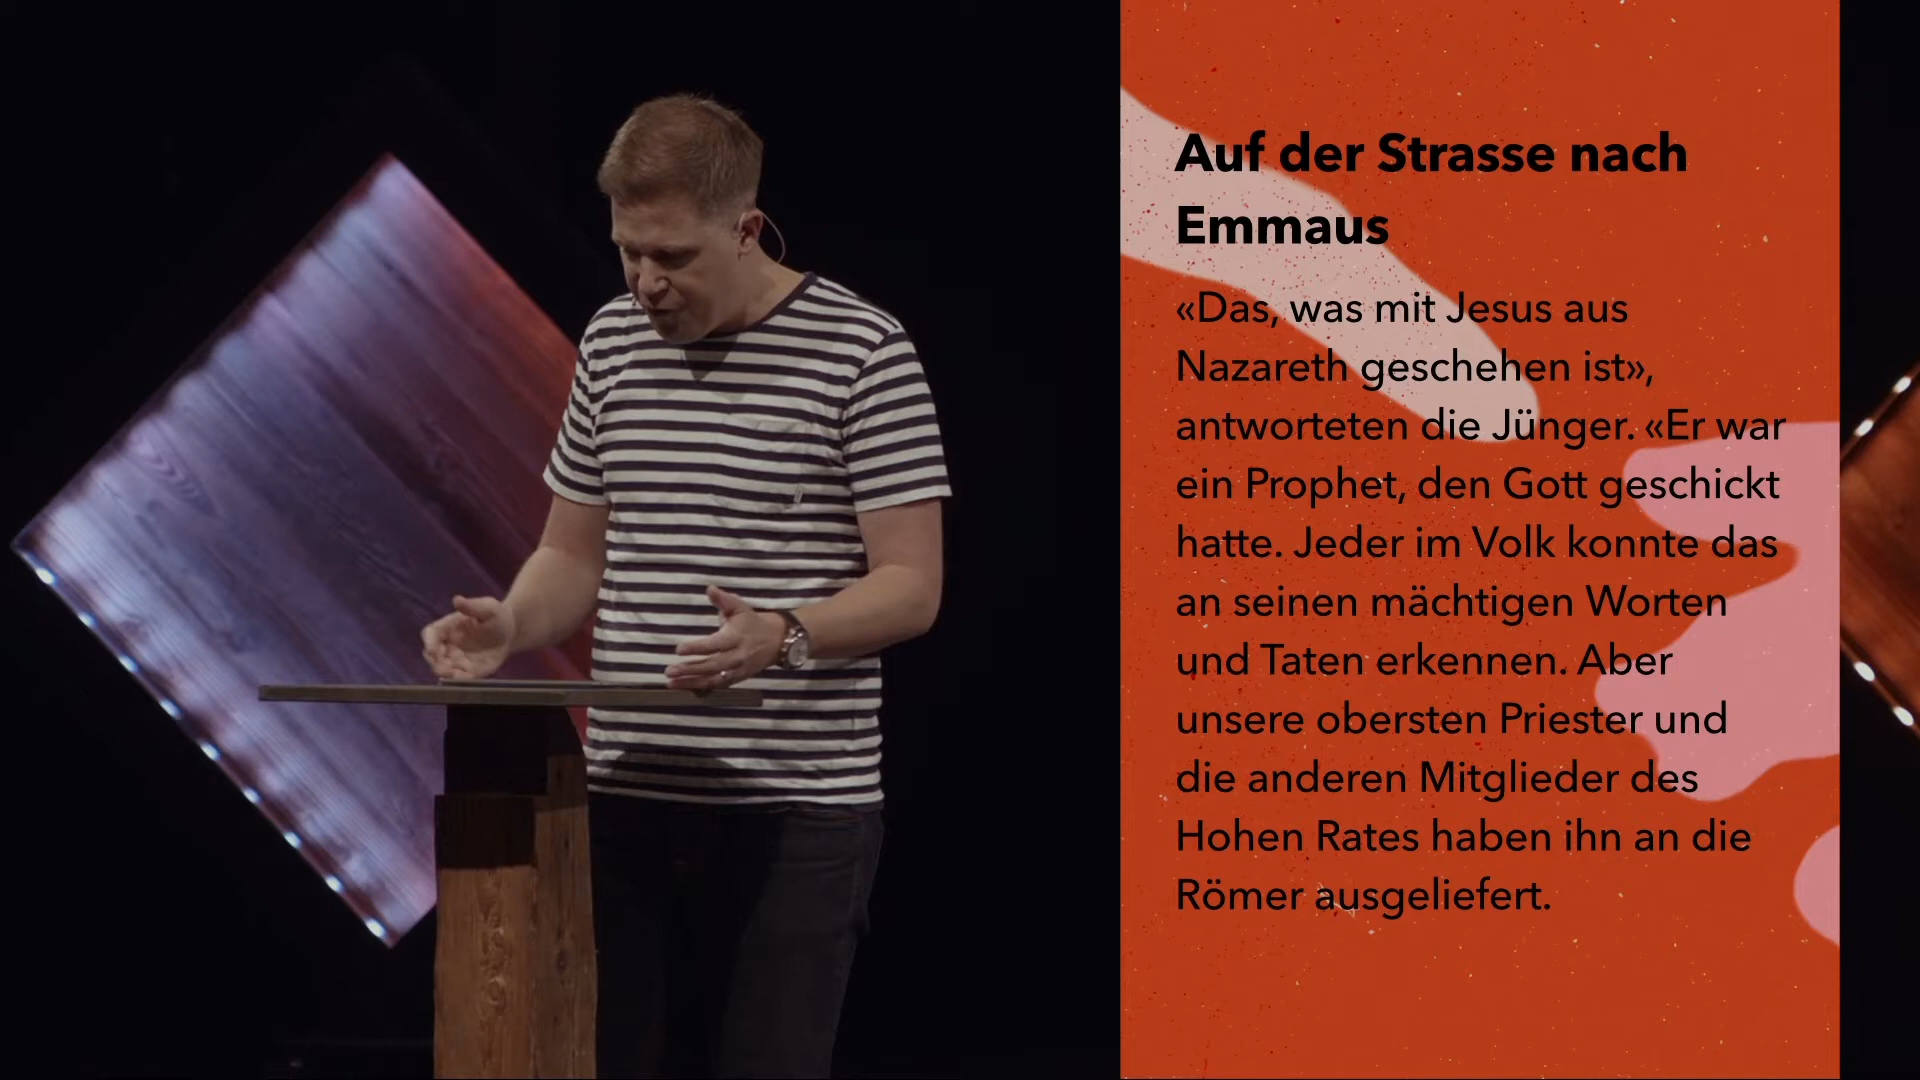 Auf der Strasse nach
Emmaus
«Das, was mit Jesus aus
Nazareth geschehen ist»,
antworteten die Jünger. «Er war
ein Prophet, den Gott geschickt
hatte. Jeder im Volk konnte das
an seinen mächtigen Worten
und Taten erkennen. Aber
unsere obersten Priester und
die anderen Mitglieder des
Hohen Rates haben ihn an die
Römer ausgeliefert.